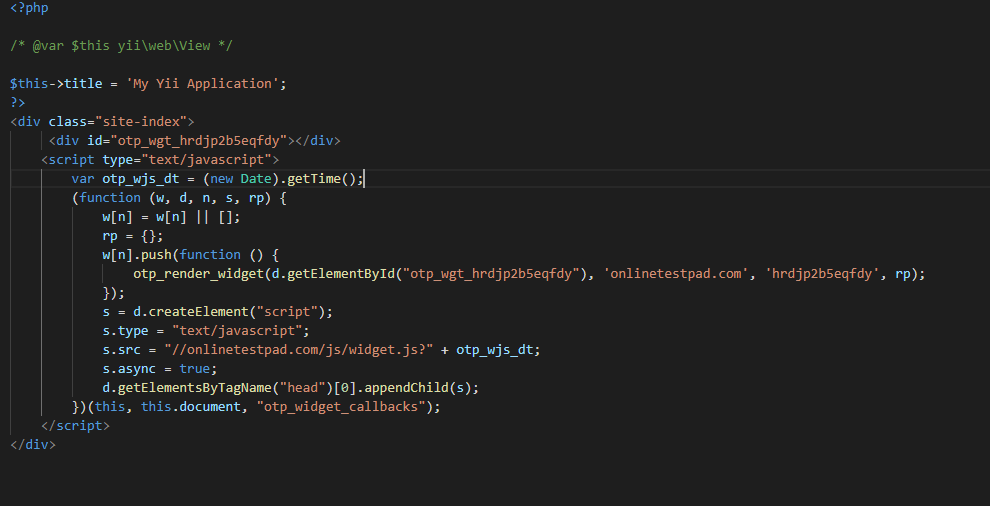 <?php
/* @var $this yii\web\View */
$this->title = 'My Yii Application';
?>
<div class="site-index">
<div id="otp_wgt_hrdjp2b5eqfdy"></div>
<script type="text/javascript">
var otp_wjs_dt = (new Date).getTime();
(function (w, d, n, s, rp) {
w[n] = w[n] || [];
rp = {};
w[n].push(function () {
otp_render_widget(d.getElementById("otp_wgt_hrdjp2b5eqfdy"), 'onlinetestpad.com', 'hrdjp2b5eqfdy', rp);
});
s = d.createElement("script");
s.type = "text/javascript";
s.src = "//onlinetestpad.com/js/widget.js?" + otp_wjs_dt;
s.async = true;
d.getElementsByTagName("head")[0].appendChild(s);
})(this, this.document, "otp_widget_callbacks");
</script>
</div>